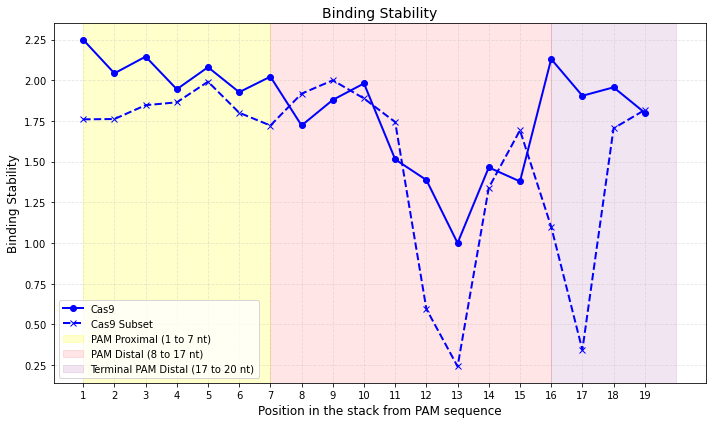 Binding Stability
Binding Stability
2.25
2.00
1.75
1.50
1.25
1.00
0.75
0.50
0.25
Cas9
Cas9 Subset
PAM Proximal (1 to 7 nt)
PAM Distal (8 to 17 nt)
Terminal PAM Distal (17 to 20 nt)
1 2 3 4 5 6 7 8 9 10 11 12 13 14 15 16 17 18 19
Position in the stack from PAM sequence